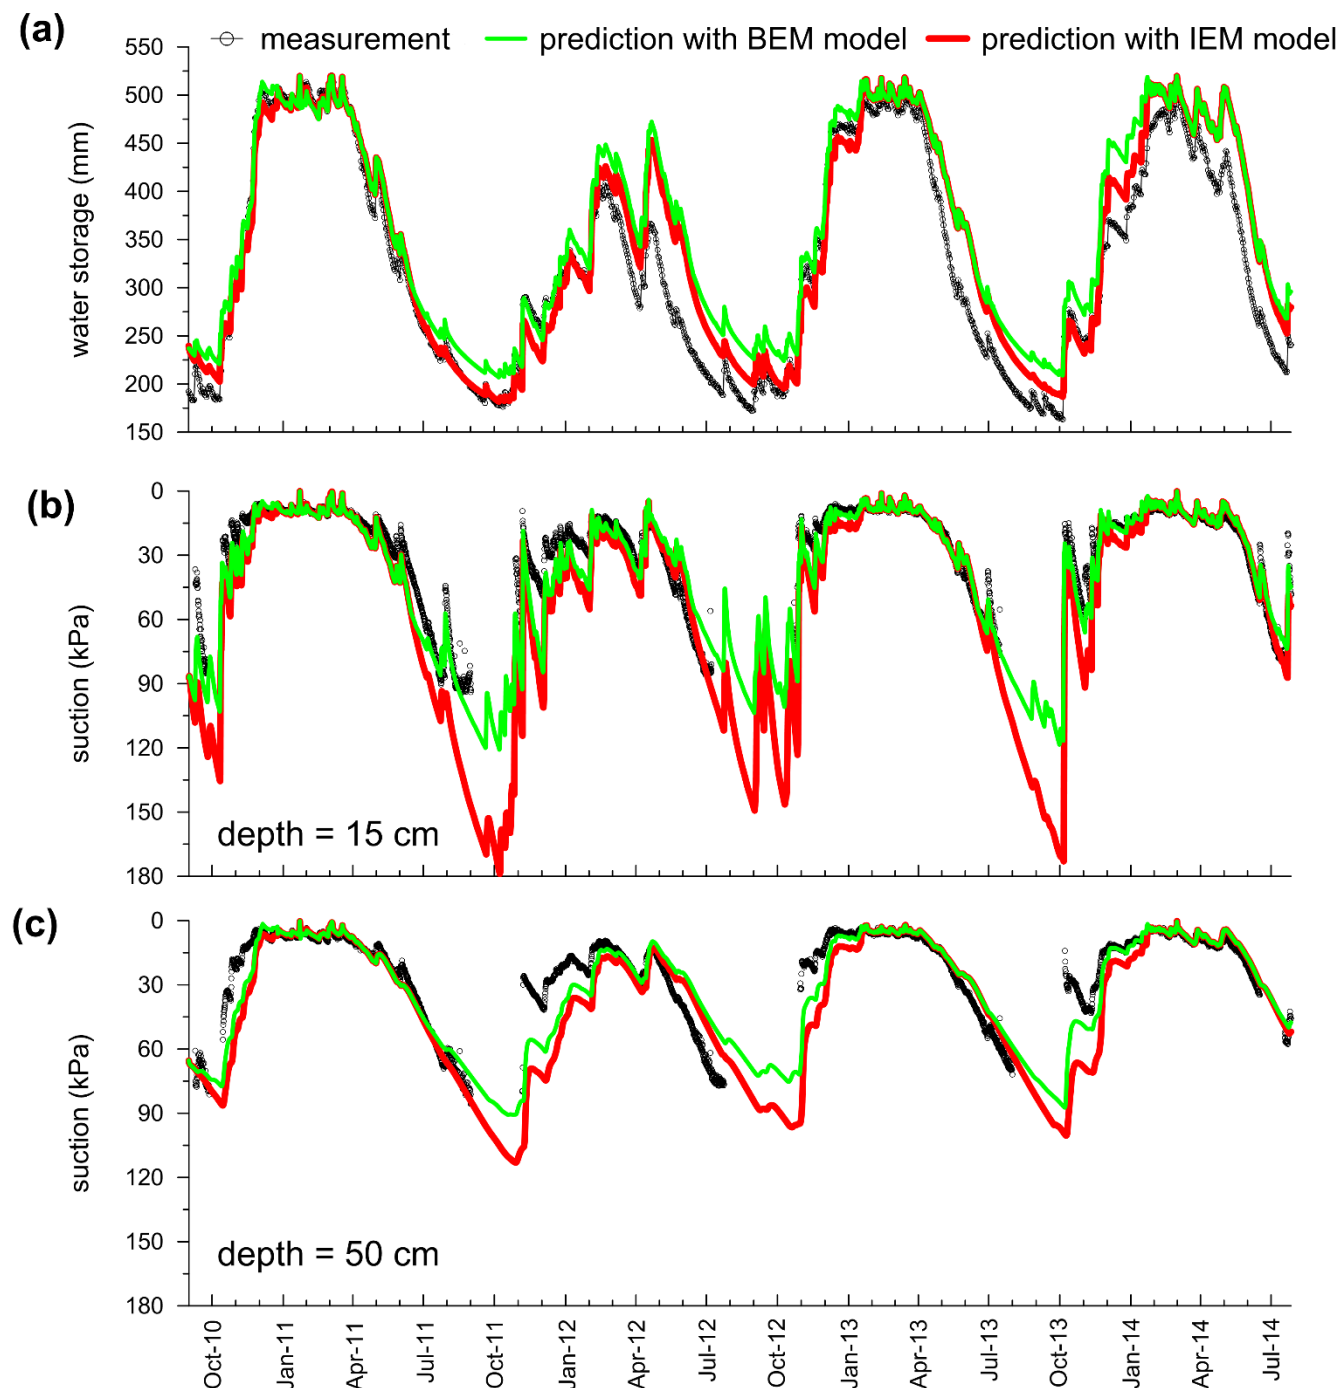 (a)
measurement prediction with BEM model prediction with IEM model
550
500
450
400
350
300
250
200
150
water storage (mm)
(b)
0
30
60
90
120
150
180
suction (kPa)
depth = 15 cm
(c)
0
30
60
90
120
150
180
suction (kPa)
depth = 50 cm
Oct-10
Jan-11
Apr-11
Jul-11
Oct-11
Jan-12
Apr-12
Jul-12
Oct-12
Jan-13
Apr-13
Jul-13
Oct-13
Jan-14
Apr-14
Jul-14